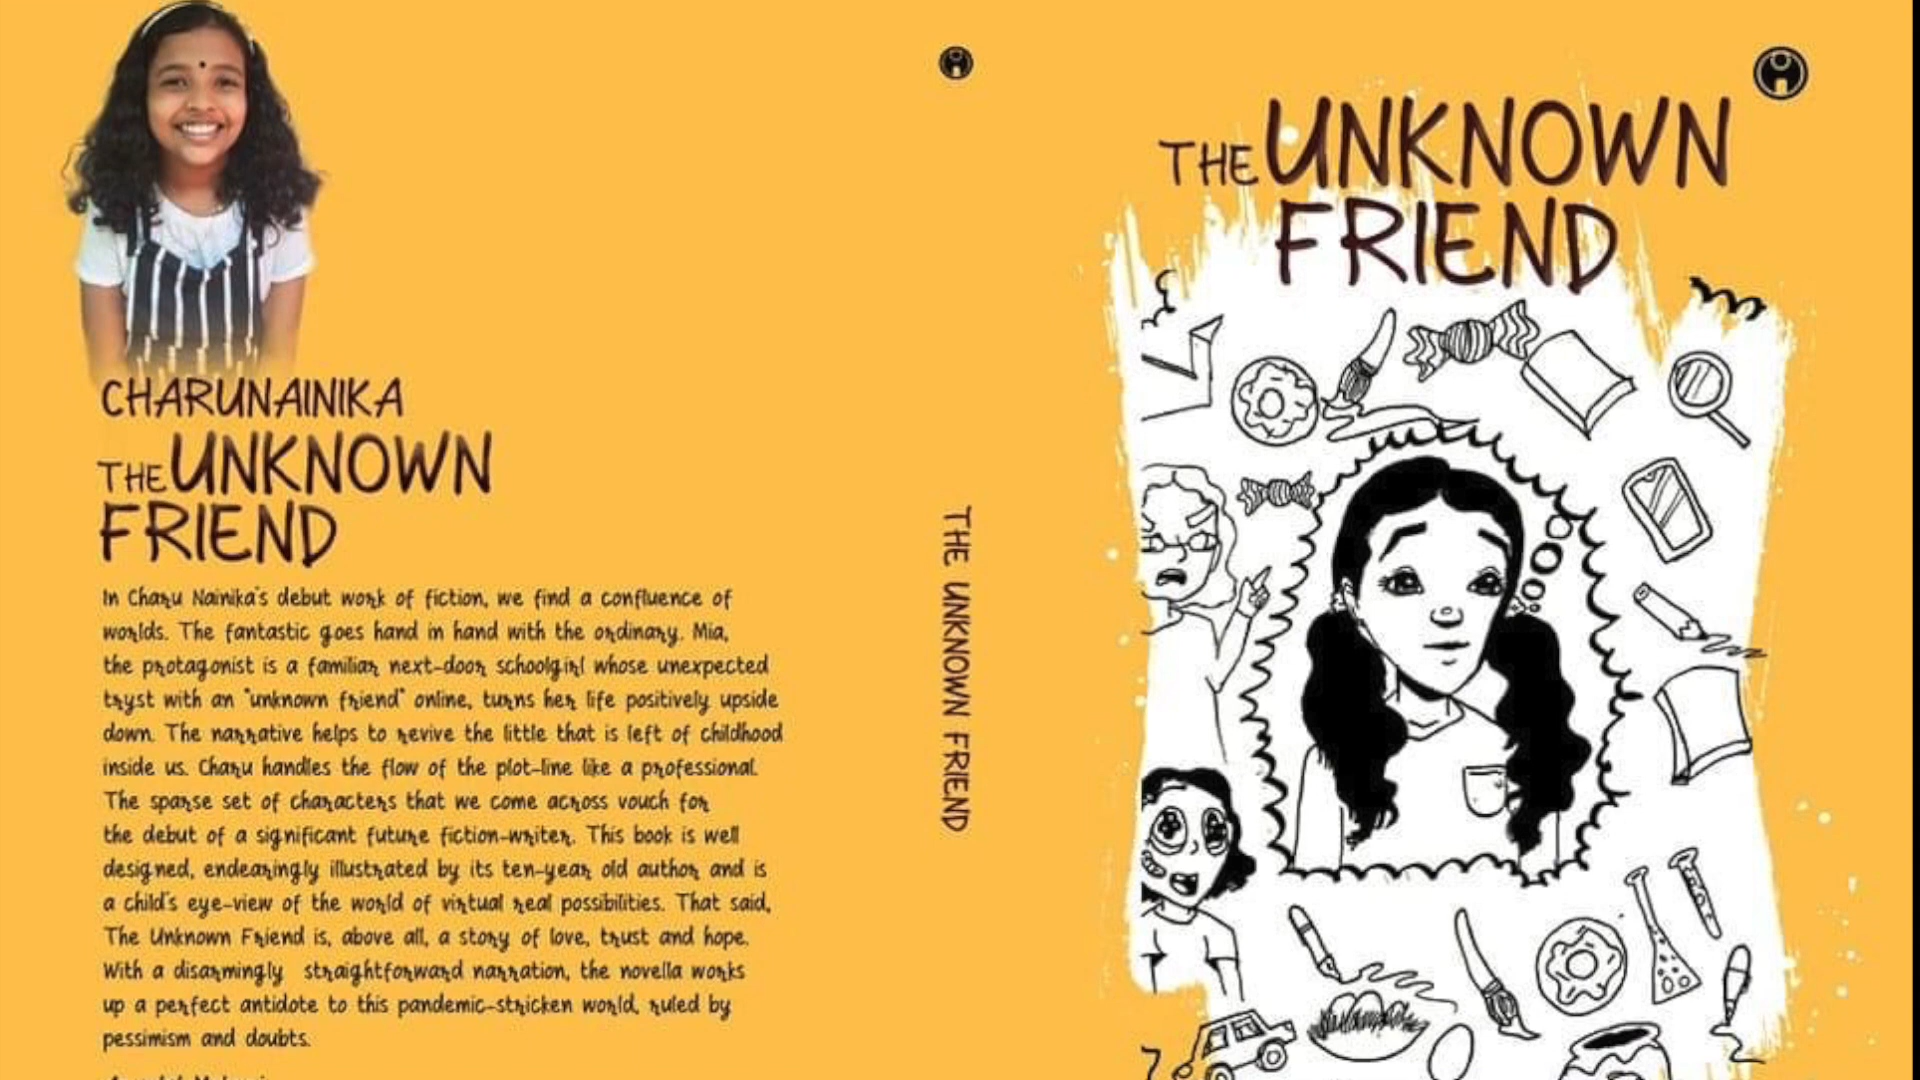 CHARUNAINIKA
THE UNKNOWN
FRIEND
In Charu Nainika's debut work of fiction, we find a confluence of
worlds. The fantastic goes hand in hand with the ordinary. Mia,
the protagonist is a familiar next-door schoolgirl whose unexpected
tryst with an "unknown friend" online, turns her life positively upside
down. The narrative helps to revive the little that is left of childhood
inside us. Charu handles the flow of the plot-line like a professional.
The sparse set of characters that we come across vouch for
the debut of a significant future fiction-writer. This book is well
designed, endearingly illustrated by its ten-year old author and is
a child's eye-view of the world of virtual real possibilities. That said,
The Unknown Friend is, above all, a story of love, trust and hope.
With a disarmingly straightforward narration, the novella works
up a perfect antidote to this pandemic-stricken world, ruled by
pessimism and doubts.
THE UNKNOWN FRIEND
THE UNKNOWN
FRIEND